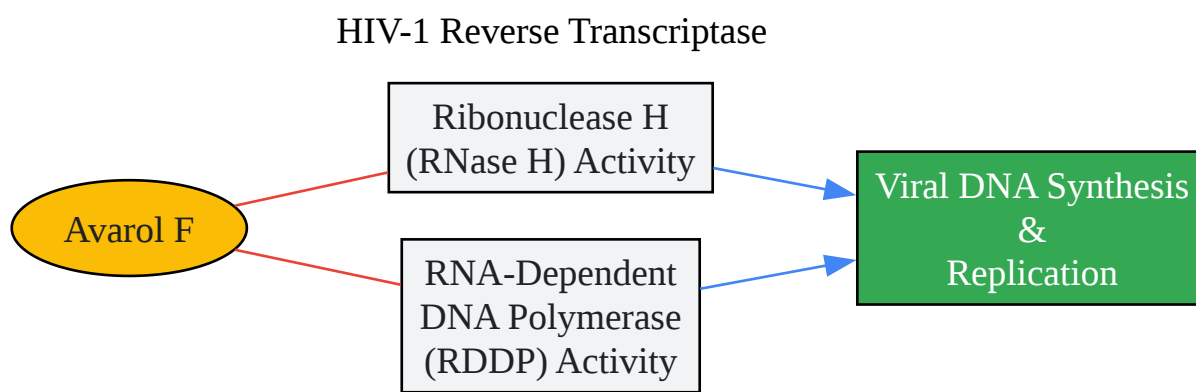 HIV-1 Reverse Transcriptase
Ribonuclease H
(RNase H) Activity
Avarol F
RNA-Dependent
DNA Polymerase
(RDDP) Activity
Viral DNA Synthesis
&
Replication